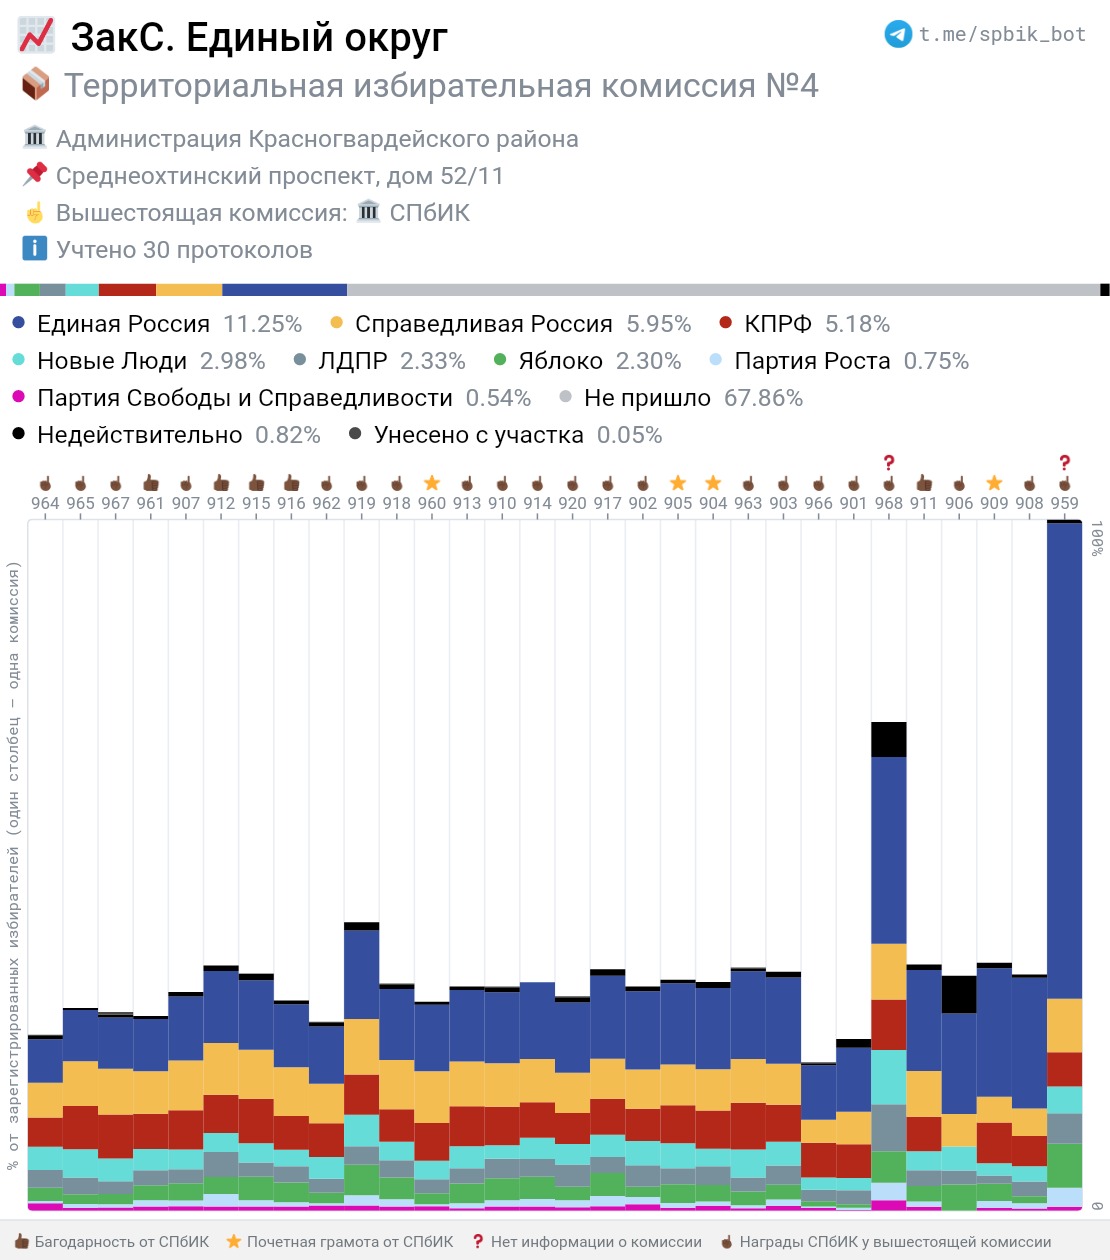 ЗакС. Единый округ
t.me/spbik_bot
Территориальная избирательная комиссия №4
Администрация Красногвардейского района
Среднеохтинский проспект, дом 52/11
Вышестоящая комиссия: СПбИК
Учтено 30 протоколов
Единая Россия 11.25% Справедливая Россия 5.95% КПРФ 5.18%
Новые Люди 2.98% ЛДПР 2.33% Яблоко 2.30% Партия Роста 0.75%
Партия Свободы и Справедливости 0.54% Не пришло 67.86%
Недействительно 0.82% Унесено с участка 0.05%
964 965 967 961 907 912 915 916 962 919 918 960 913 910 914 920 917 902 905 904 963 903 966 901 968 911 906 909 908 959
100%
% от зарегистрированных избирателей (один столбец – одна комиссия)
0
Багодарность от СПбИК Почетная грамота от СПбИК Нет информации о комиссии Награды СПбИК у вышестоящей комиссии